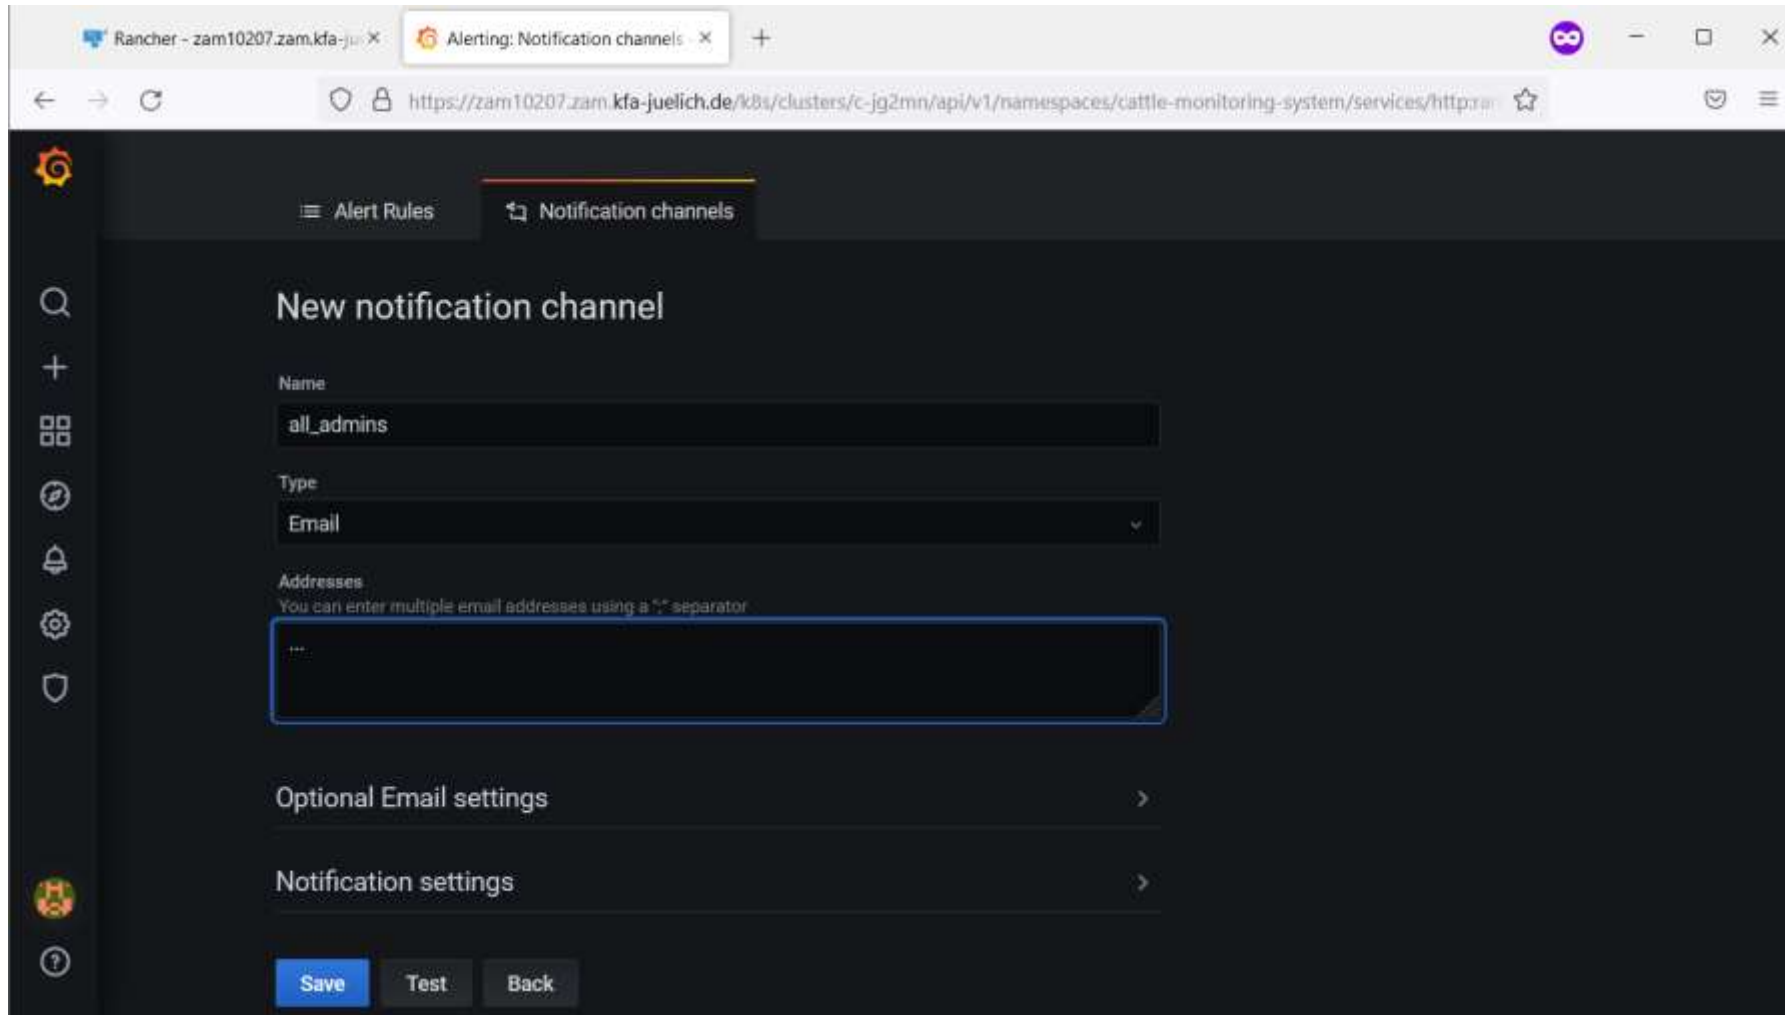 Rancher - zam10207.zam.kfa-ju
Alerting: Notification channels -
https://zam10207.zam.kfa-juelich.de/k8s/clusters/c-jg2mn/api/v1/namespaces/cattle-monitoring-system/services/http:ra
Alert Rules
Notification channels
New notification channel
Name
all_admins
Type
Email
Addresses
You can enter multiple email addresses using a ";" separator
...
Optional Email settings
Notification settings
Save Test Back